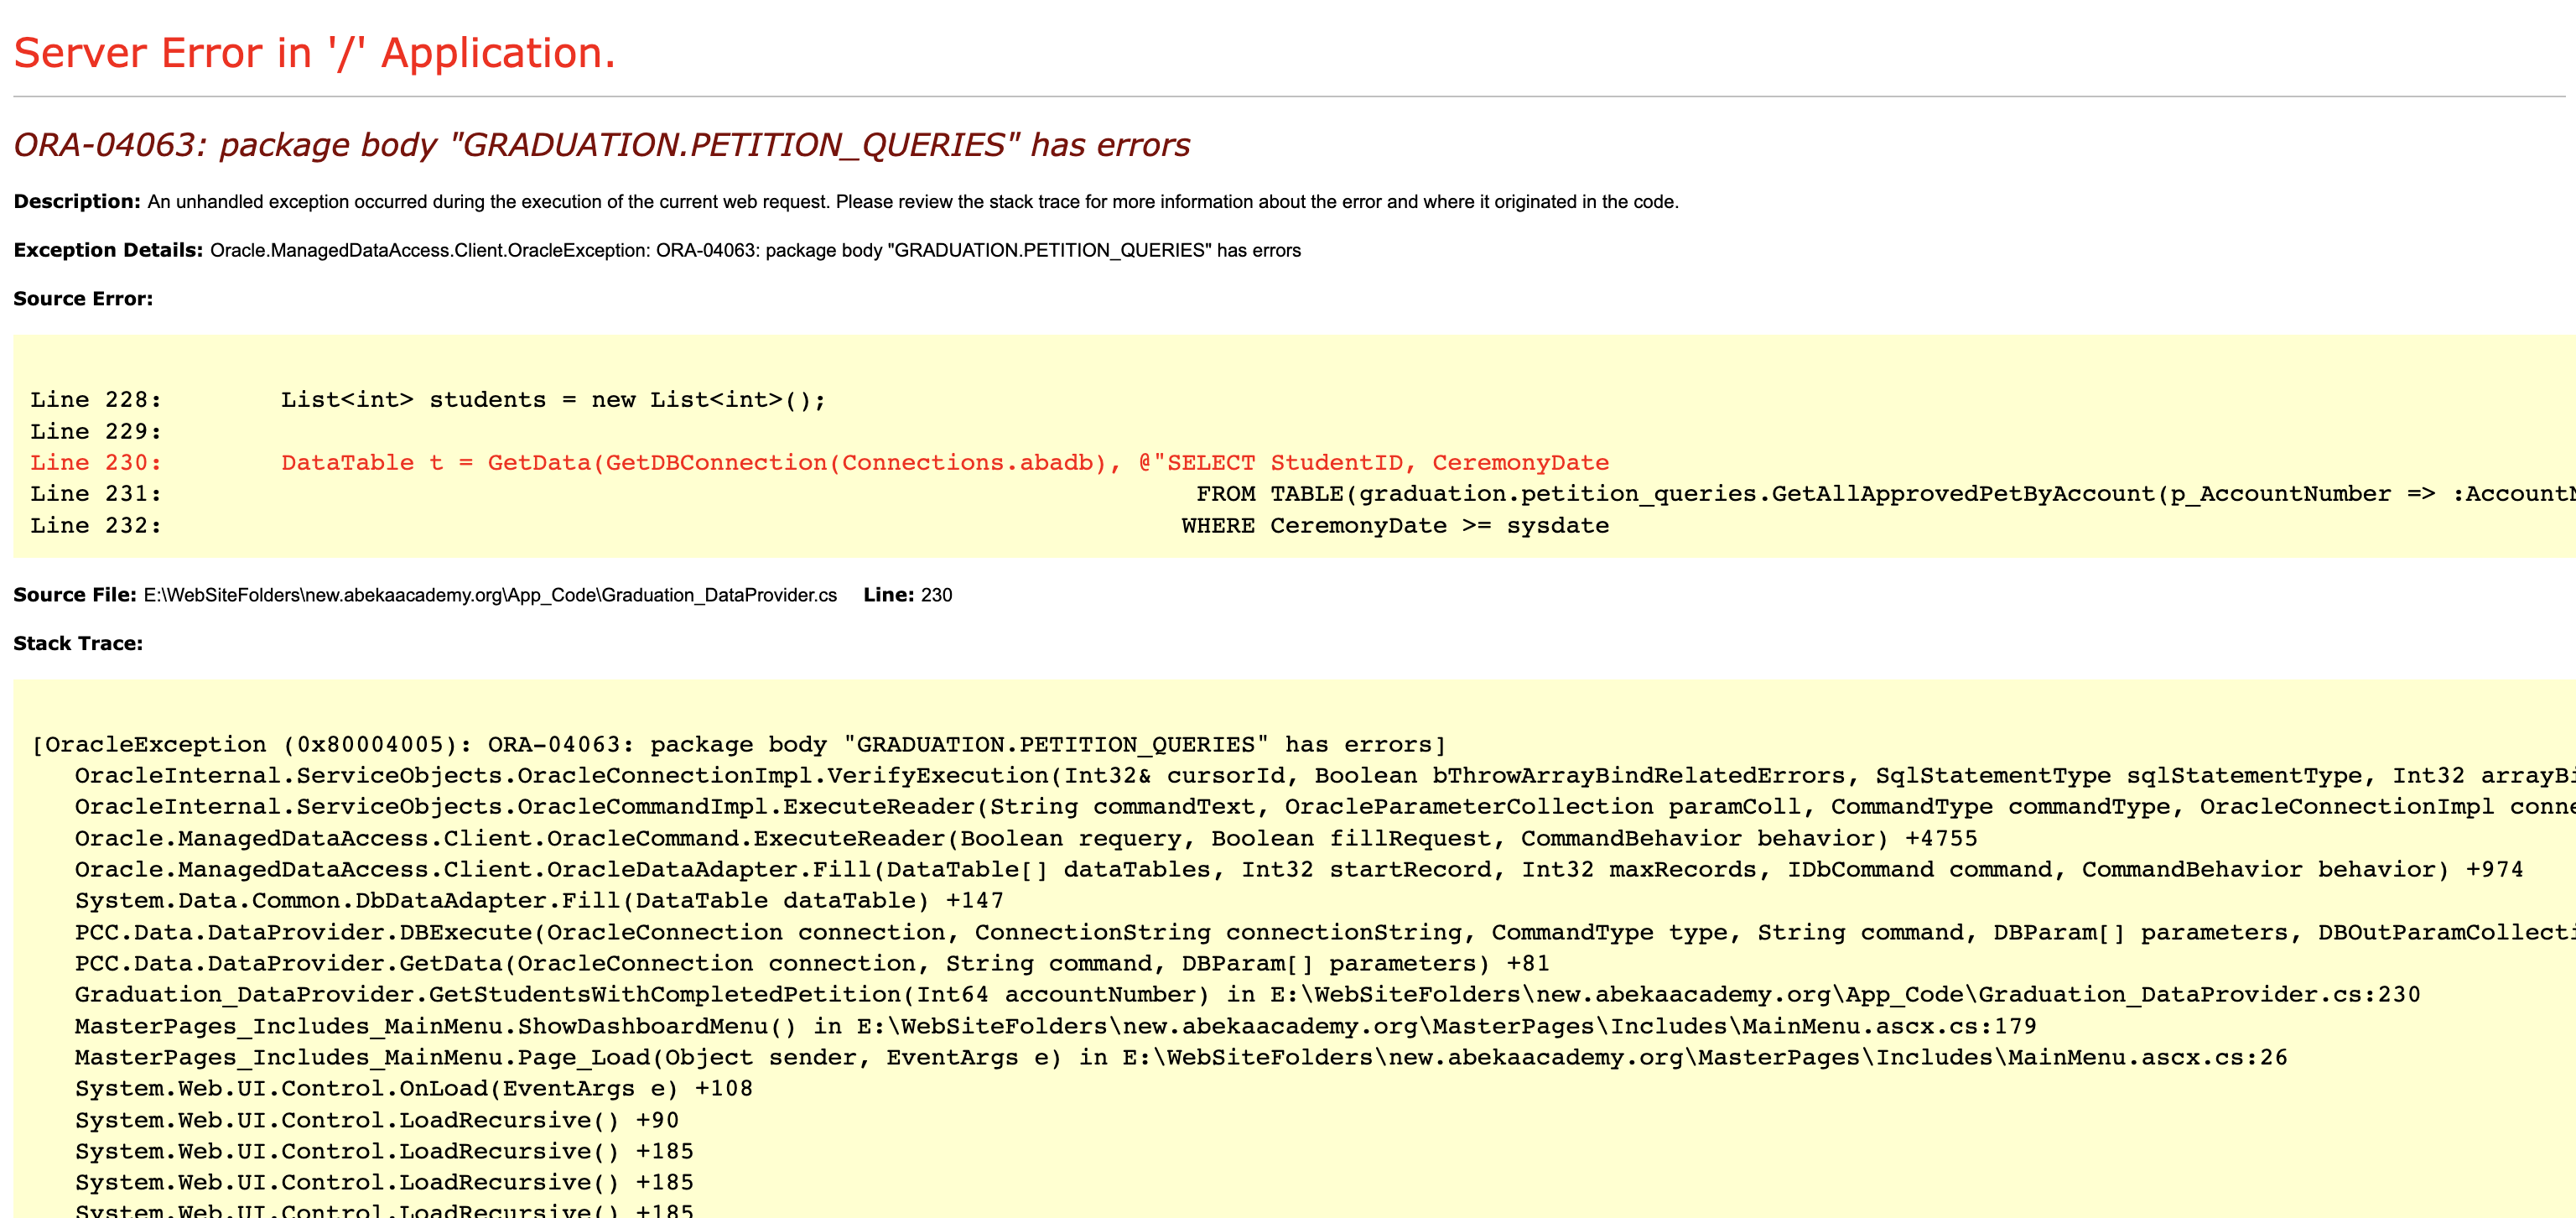 Server Error in '/' Application.
ORA-04063: package body "GRADUATION.PETITION_QUERIES" has errors
Description: An unhandled exception occurred during the execution of the current web request. Please review the stack trace for more information about the error and where it originated in the code.
Exception Details: Oracle.ManagedDataAccess.Client.OracleException: ORA-04063: package body "GRADUATION.PETITION_QUERIES" has errors
Source Error:
Line 228:        List<int> students = new List<int>();
Line 229:
Line 230:        DataTable t = GetData(GetDBConnection(Connections.abadb), @"SELECT StudentID, CeremonyDate
Line 231:                                                                      FROM TABLE(graduation.petition_queries.GetAllApprovedPetByAccount(p_AccountNumber => :AccountN
Line 232:                                                                     WHERE CeremonyDate >= sysdate
Source File: E:\WebSiteFolders\new.abekaacademy.org\App_Code\Graduation_DataProvider.cs    Line: 230
Stack Trace:
[OracleException (0x80004005): ORA-04063: package body "GRADUATION.PETITION_QUERIES" has errors]
   OracleInternal.ServiceObjects.OracleConnectionImpl.VerifyExecution(Int32& cursorId, Boolean bThrowArrayBindRelatedErrors, SqlStatementType sqlStatementType, Int32 arrayBi
   OracleInternal.ServiceObjects.OracleCommandImpl.ExecuteReader(String commandText, OracleParameterCollection paramColl, CommandType commandType, OracleConnectionImpl conne
   Oracle.ManagedDataAccess.Client.OracleCommand.ExecuteReader(Boolean requery, Boolean fillRequest, CommandBehavior behavior) +4755
   Oracle.ManagedDataAccess.Client.OracleDataAdapter.Fill(DataTable[] dataTables, Int32 startRecord, Int32 maxRecords, IDbCommand command, CommandBehavior behavior) +974
   System.Data.Common.DbDataAdapter.Fill(DataTable dataTable) +147
   PCC.Data.DataProvider.DBExecute(OracleConnection connection, ConnectionString connectionString, CommandType type, String command, DBParam[] parameters, DBOutParamCollecti
   PCC.Data.DataProvider.GetData(OracleConnection connection, String command, DBParam[] parameters) +81
   Graduation_DataProvider.GetStudentsWithCompletedPetition(Int64 accountNumber) in E:\WebSiteFolders\new.abekaacademy.org\App_Code\Graduation_DataProvider.cs:230
   MasterPages_Includes_MainMenu.ShowDashboardMenu() in E:\WebSiteFolders\new.abekaacademy.org\MasterPages\Includes\MainMenu.ascx.cs:179
   MasterPages_Includes_MainMenu.Page_Load(Object sender, EventArgs e) in E:\WebSiteFolders\new.abekaacademy.org\MasterPages\Includes\MainMenu.ascx.cs:26
   System.Web.UI.Control.OnLoad(EventArgs e) +108
   System.Web.UI.Control.LoadRecursive() +90
   System.Web.UI.Control.LoadRecursive() +185
   System.Web.UI.Control.LoadRecursive() +185
   System.Web.UI.Control.LoadRecursive() +185